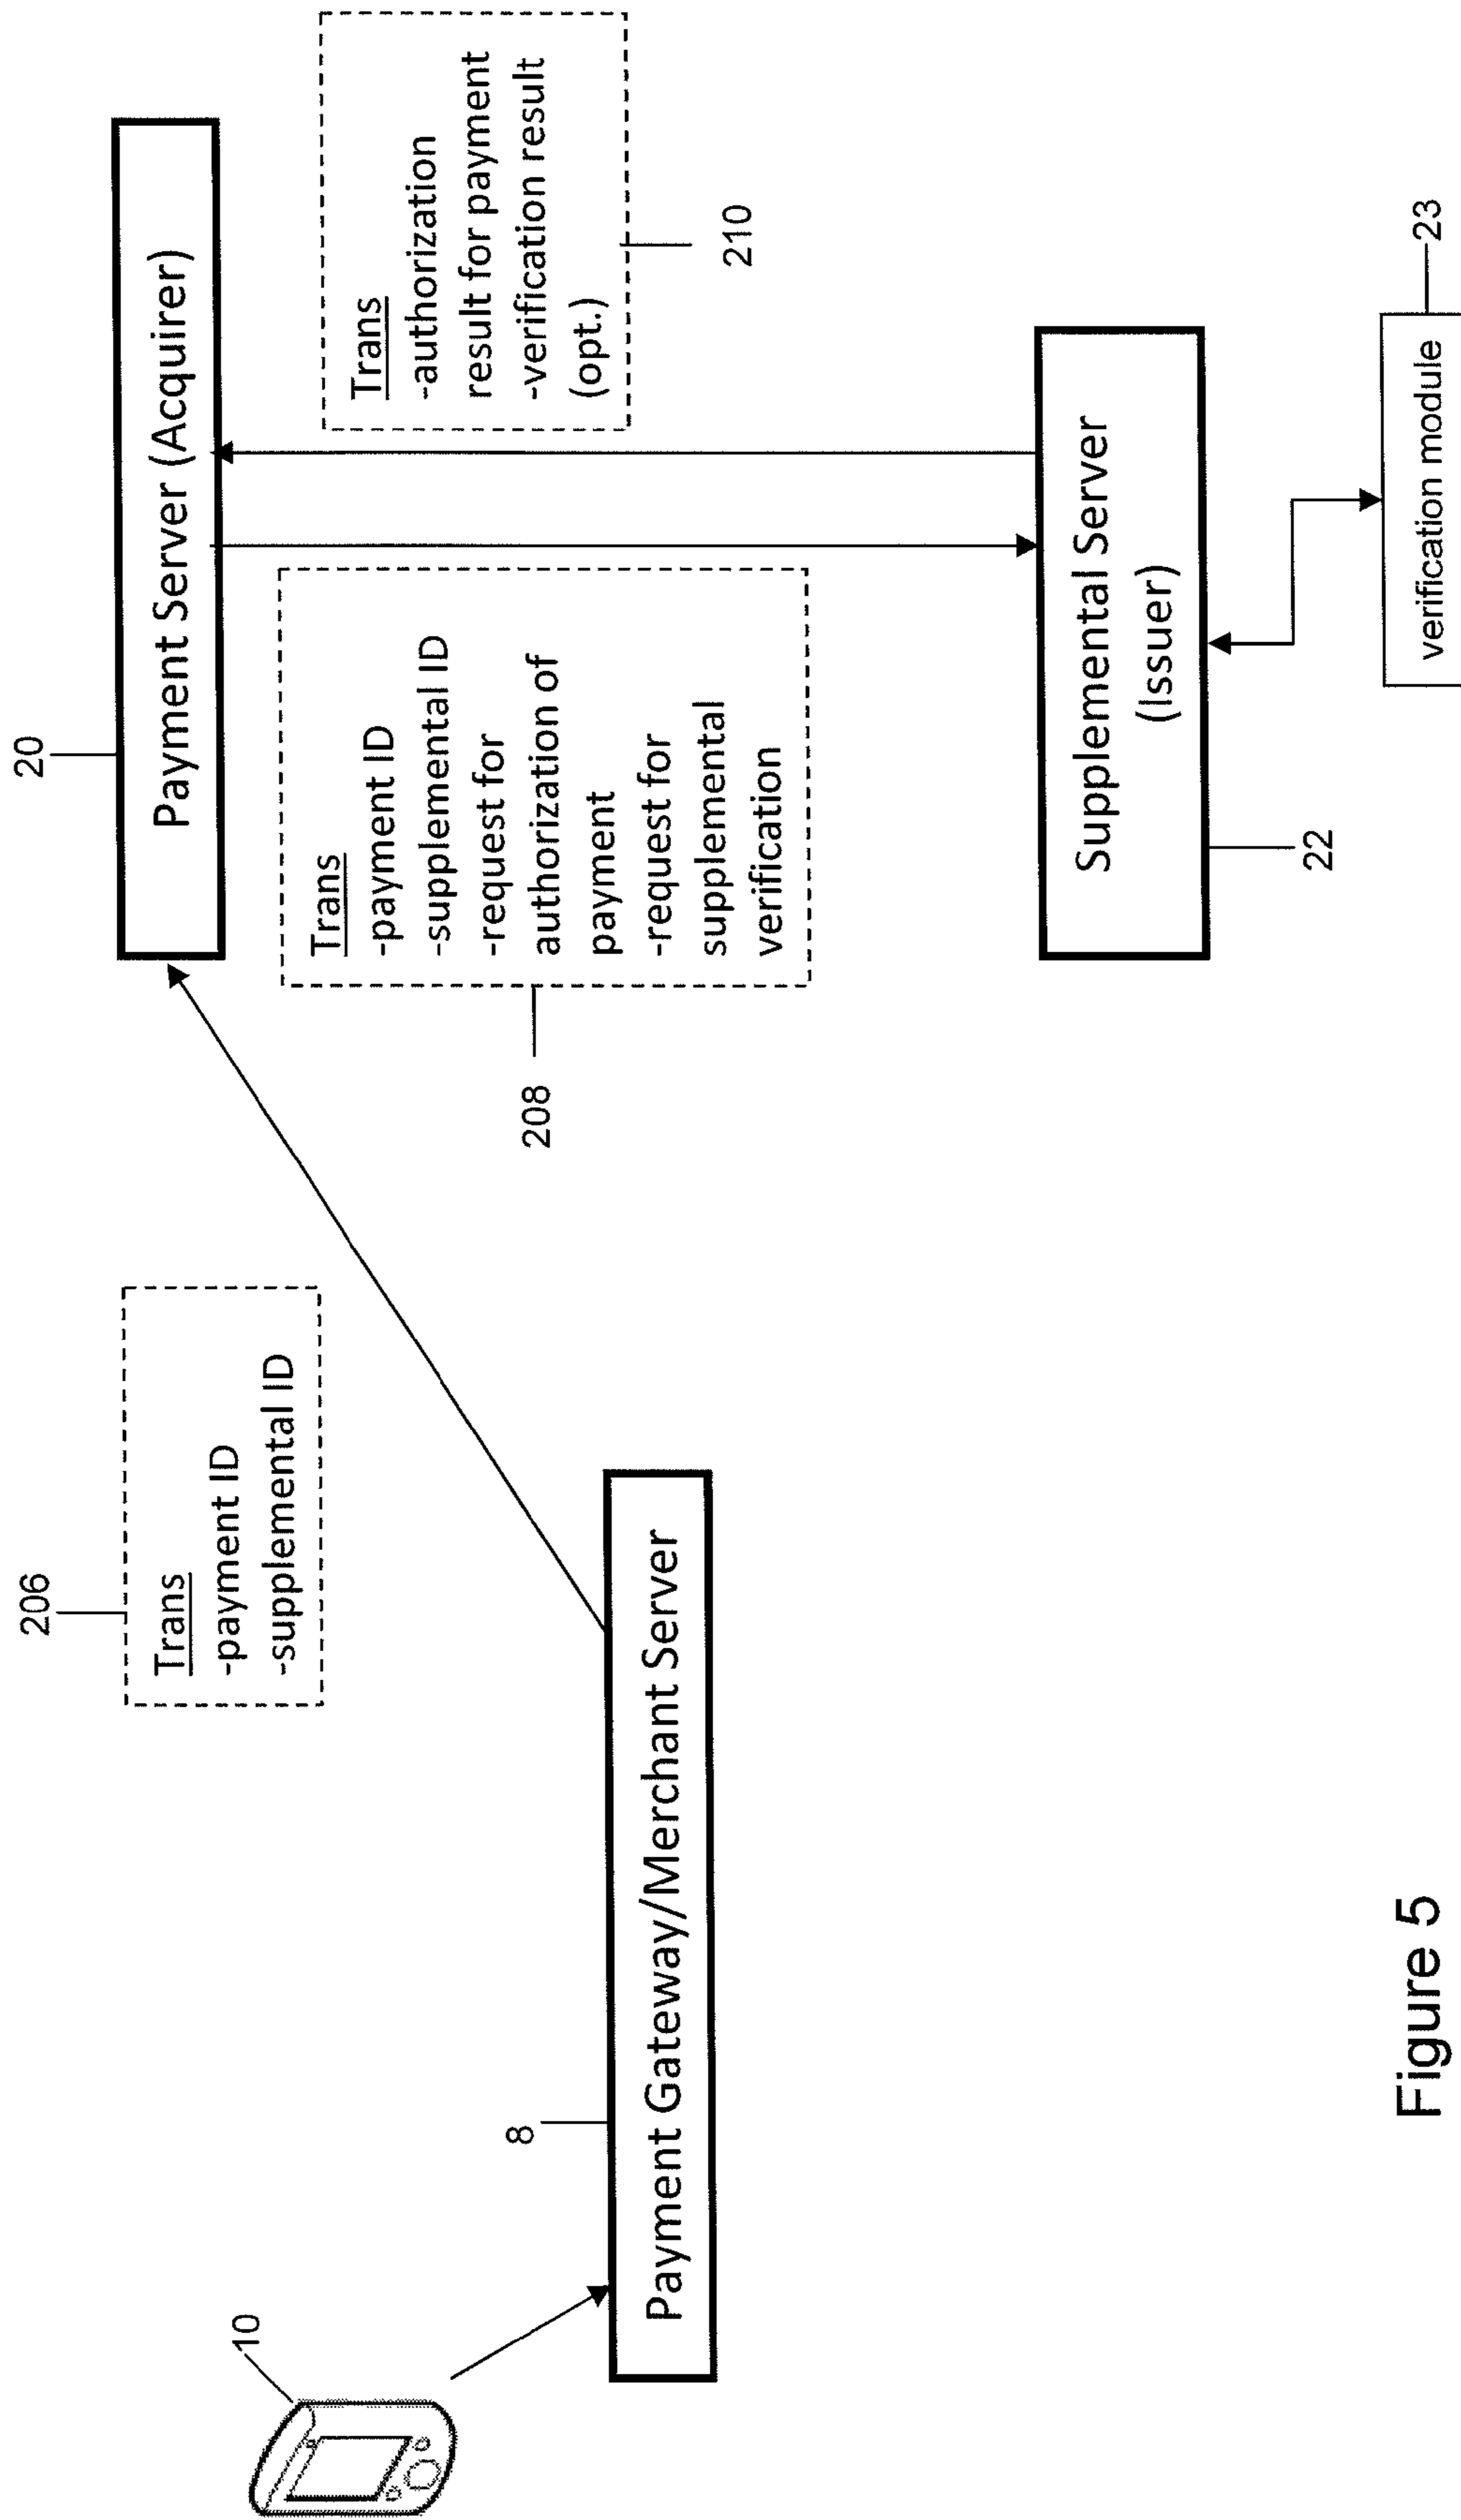 10
8
Payment Gateway/Merchant Server
206
Trans
-payment ID
-supplemental ID
20
Payment Server (Acquirer)
208
Trans
-payment ID
-supplemental ID
-request for
authorization of
payment
-request for
supplemental
verification
Trans
-authorization
result for payment
-verification result
(opt.)
210
Supplemental Server
(Issuer)
22
verification module
23
Figure 5